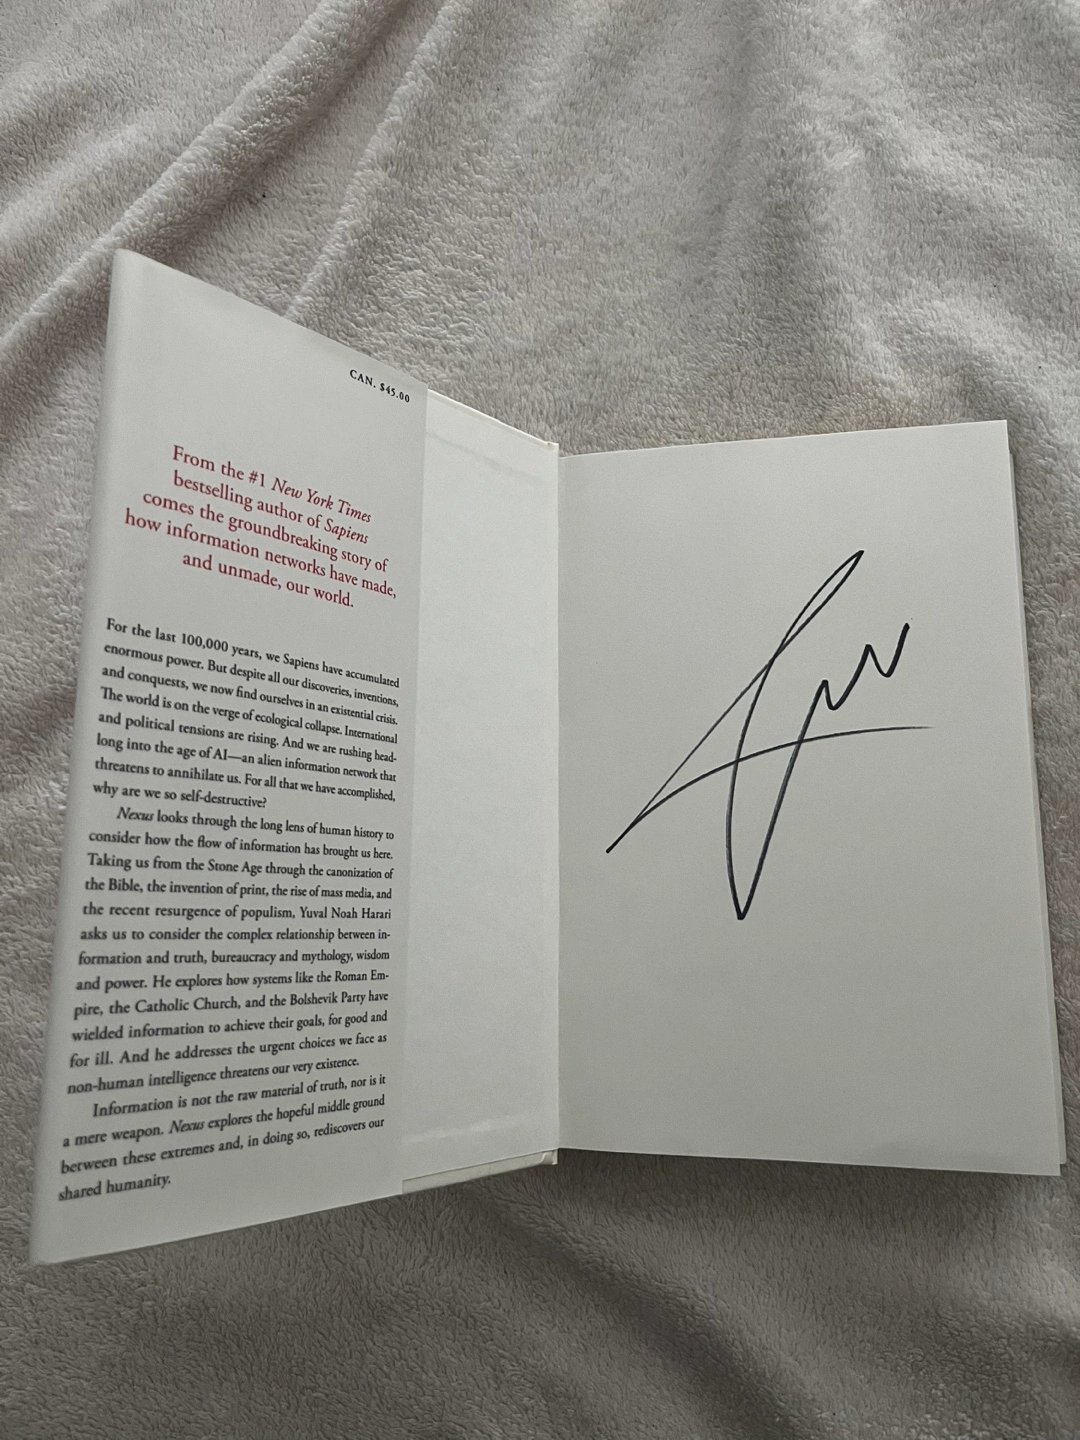 CAN. $45.00
From the #1 New York Times
bestselling author of Sapiens
comes the groundbreaking story of
how information networks have made,
and unmade, our world.
For the last 100,000 years, we Sapiens have accumulated
enormous power. But despite all our discoveries, inventions,
and conquests, we now find ourselves in an existential crisis.
The world is on the verge of ecological collapse. International
and political tensions are rising. And we are rushing head-
long into the age of AI—an alien information network that
threatens to annihilate us. For all that we have accomplished,
why are we so self-destructive?
Nexus looks through the long lens of human history to
consider how the flow of information has brought us here.
Taking us from the Stone Age through the canonization of
the Bible, the invention of print, the rise of mass media, and
the recent resurgence of populism, Yuval Noah Harari
asks us to consider the complex relationship between in-
formation and truth, bureaucracy and mythology, wisdom
and power. He explores how systems like the Roman Em-
pire, the Catholic Church, and the Bolshevik Party have
wielded information to achieve their goals, for good and
for ill. And he addresses the urgent choices we face as
non-human intelligence threatens our very existence.
Information is not the raw material of truth, nor is it
a mere weapon. Nexus explores the hopeful middle ground
between these extremes and, in doing so, rediscovers our
shared humanity.